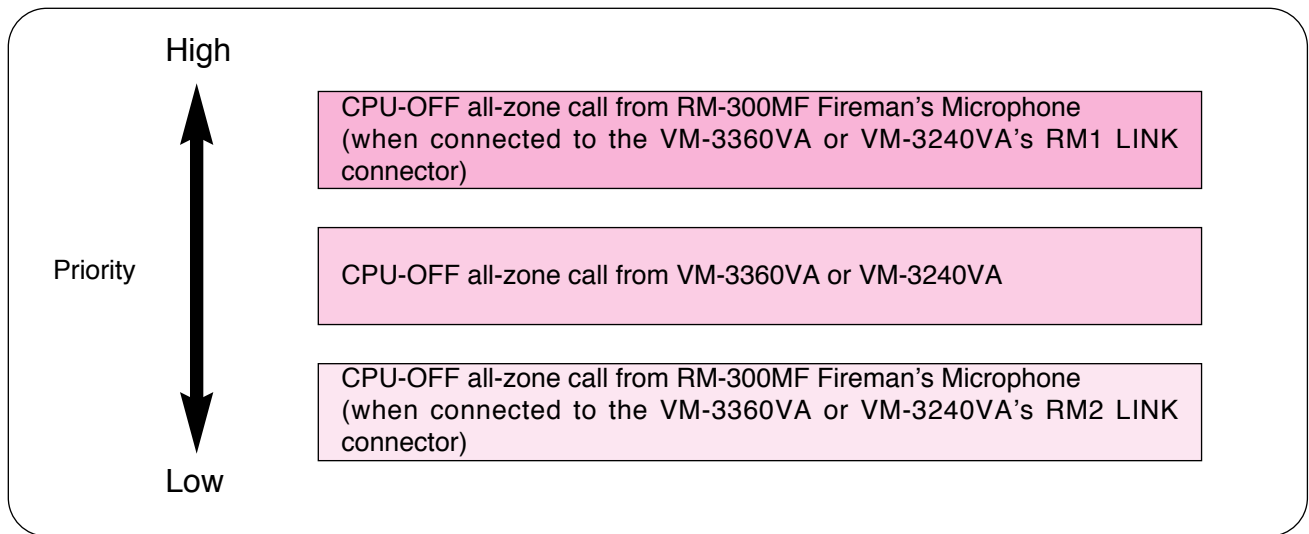 High
CPU-OFF all-zone call from RM-300MF Fireman's Microphone
(when connected to the VM-3360VA or VM-3240VA's RM1 LINK
connector)
Priority
CPU-OFF all-zone call from VM-3360VA or VM-3240VA
CPU-OFF all-zone call from RM-300MF Fireman's Microphone
(when connected to the VM-3360VA or VM-3240VA's RM2 LINK
connector)
Low